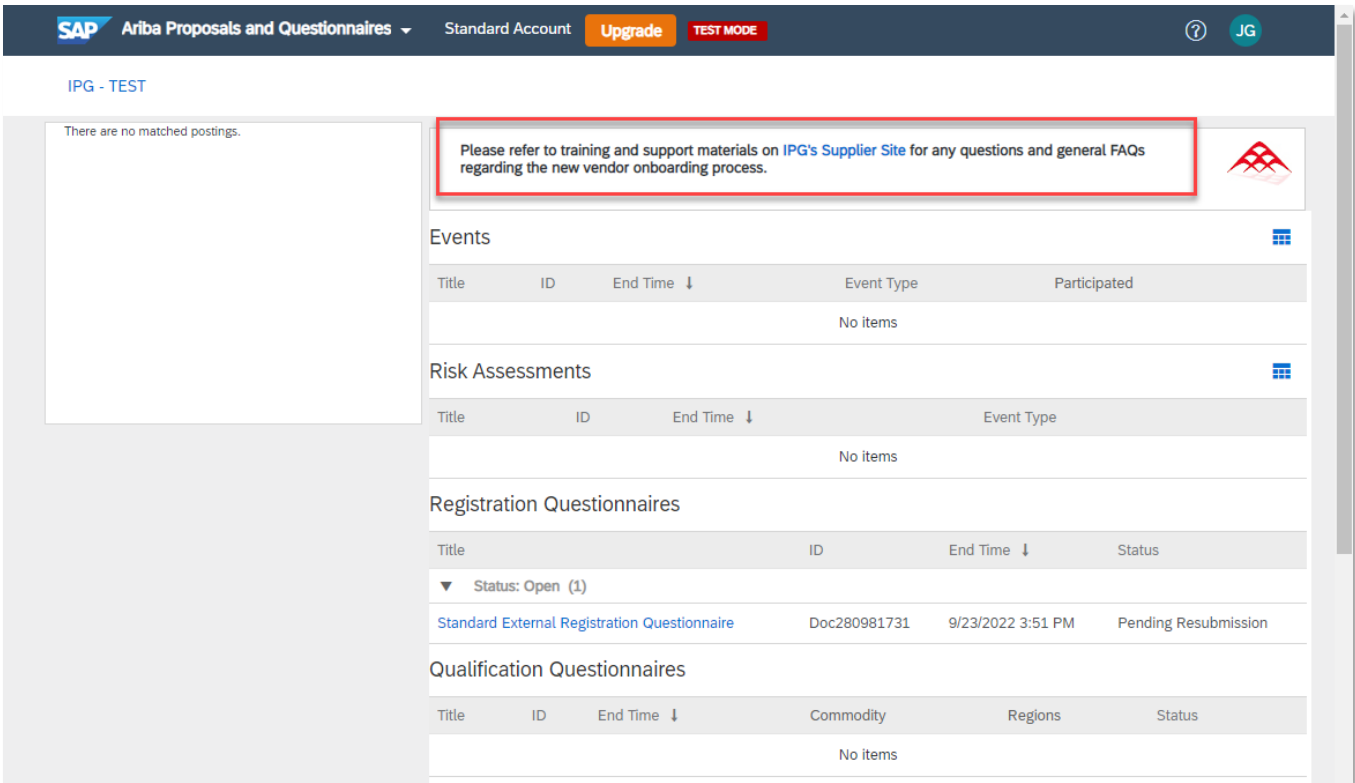 SAP Ariba Proposals and Questionnaires Standard Account Upgrade TEST MODE ? JG
IPG - TEST
There are no matched postings.
Please refer to training and support materials on IPG's Supplier Site for any questions and general FAQs
regarding the new vendor onboarding process.
Events
Title ID End Time ↓ Event Type Participated
No items
Risk Assessments
Title ID End Time ↓ Event Type
No items
Registration Questionnaires
Title ID End Time ↓ Status
▼ Status: Open (1)
Standard External Registration Questionnaire Doc280981731 9/23/2022 3:51 PM Pending Resubmission
Qualification Questionnaires
Title ID End Time ↓ Commodity Regions Status
No items